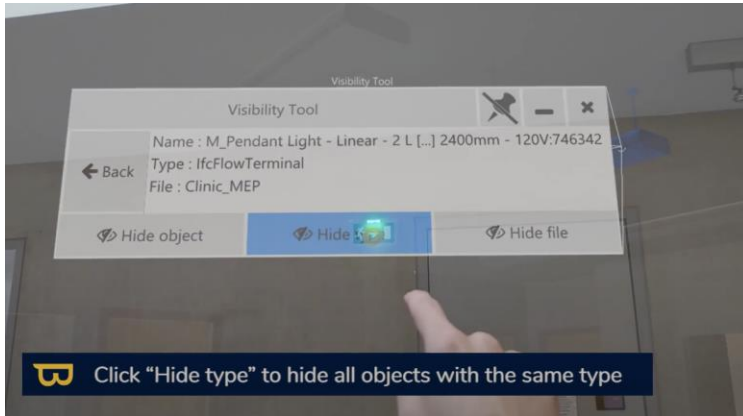 Visibility Tool
Visibility Tool
Name : M_Pendant Light - Linear - 2 L [...] 2400mm - 120V:746342
Back
Type : IfcFlowTerminal
File : Clinic_MEP
Hide object
Hide
Hide file
Click “Hide type” to hide all objects with the same type